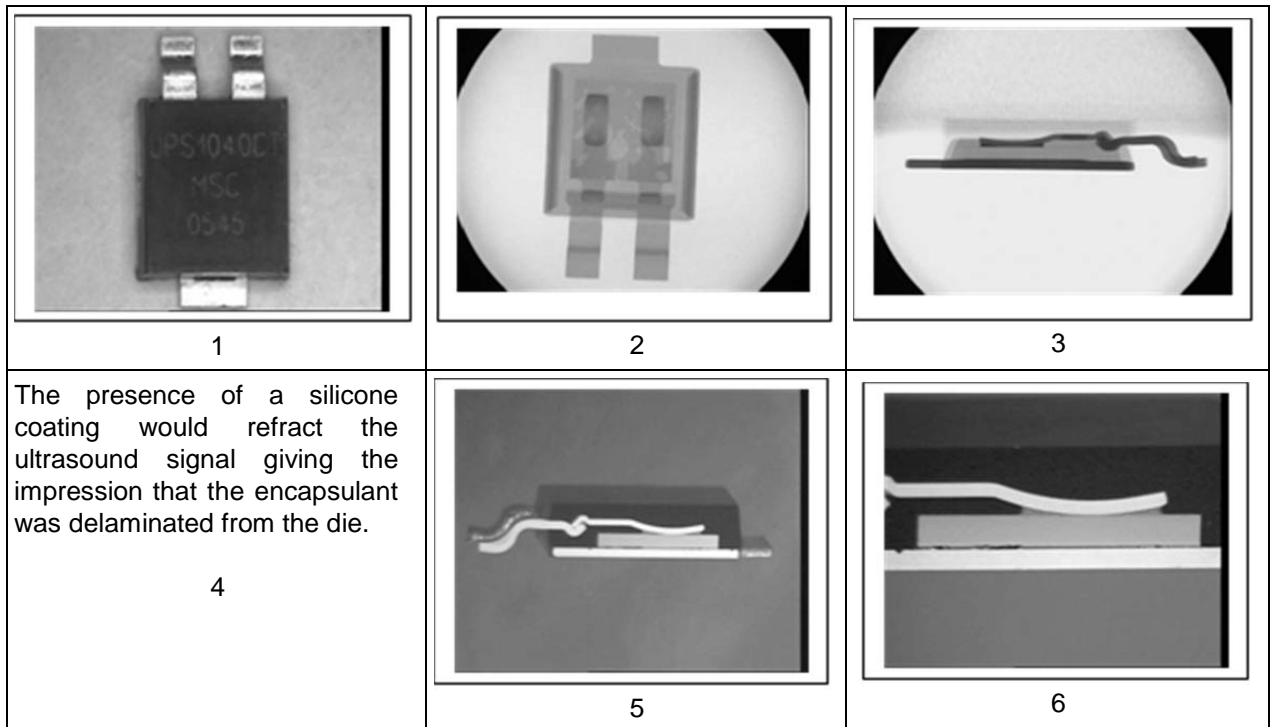 UPS1040CT
MSC
0545
1
2
3
The presence of a silicone
coating would refract the
ultrasound signal giving the
impression that the encapsulant
was delaminated from the die.
4
5
6